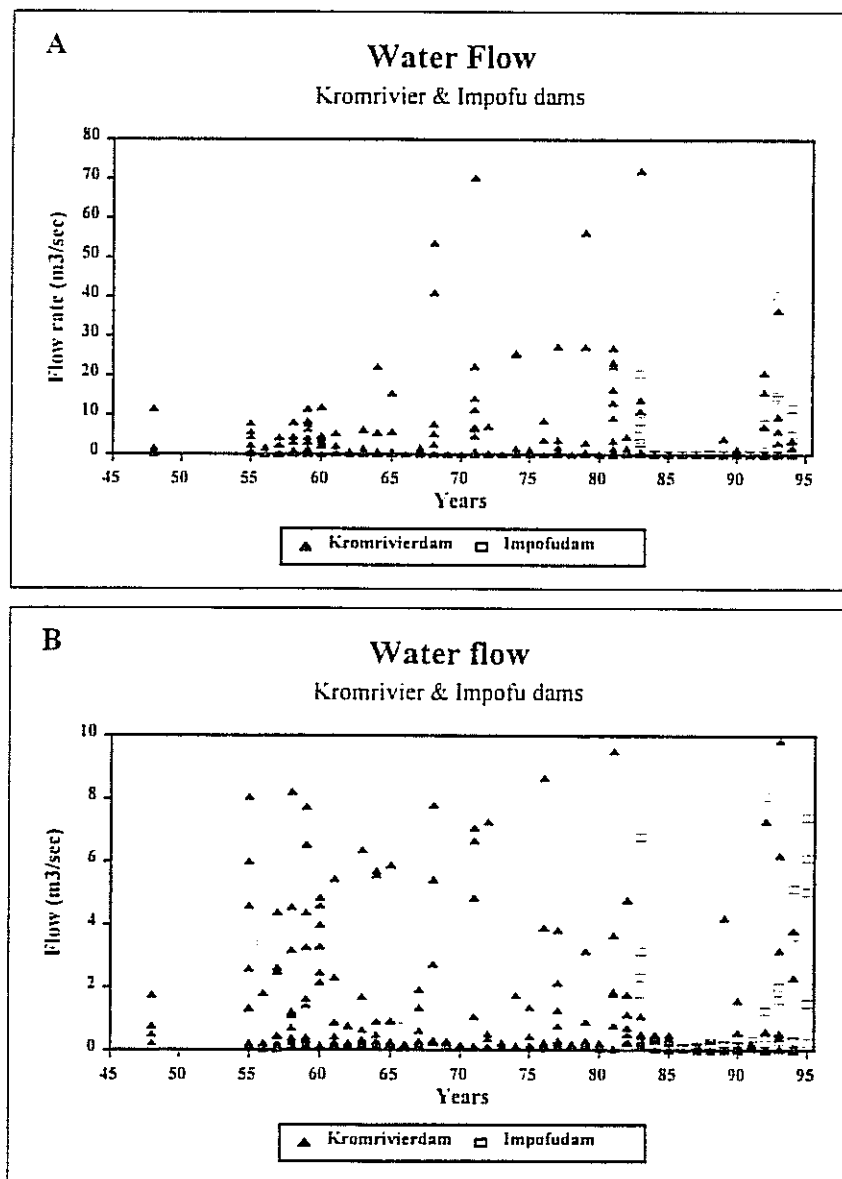 A
Water Flow
Kromrivier & Impofu dams
Flow rate (m3/sec)
80
70
60
50
40
30
20
10
0
45 50 55 60 65 70 75 80 85 90 95
Years
Kromrivierdam Impofudam
B
Water flow
Kromrivier & Impofu dams
Flow (m3/sec)
10
8
6
4
2
0
45 50 55 60 65 70 75 80 85 90 95
Years
Kromrivierdam Impofudam